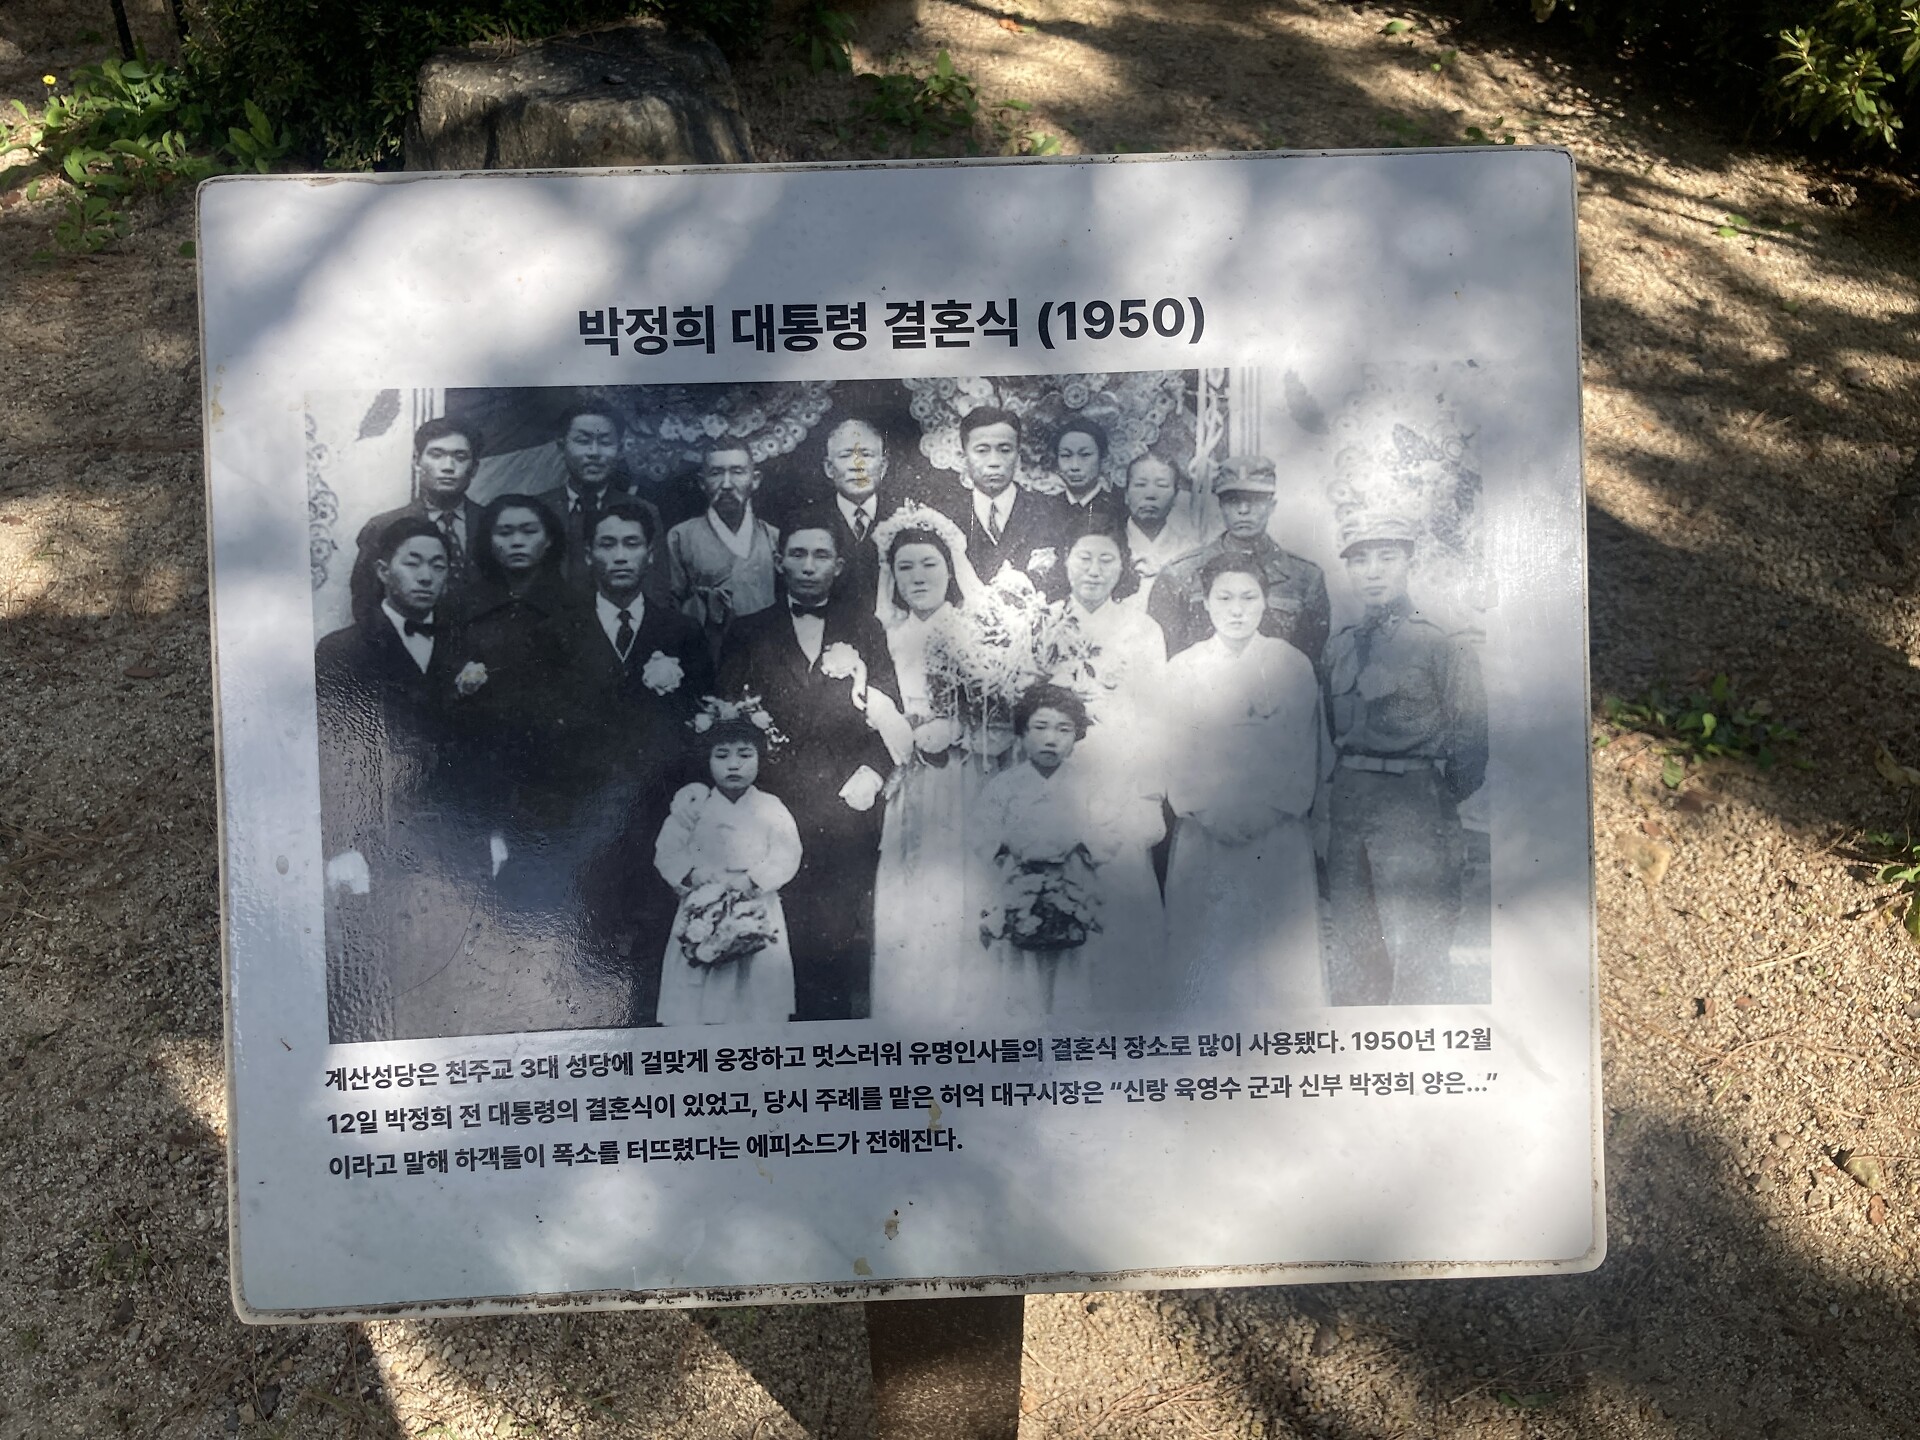 박정희 대통령 결혼식 (1950)
계산성당은 천주교 3대 성당에 걸맞게 웅장하고 멋스러워 유명인사들의 결혼식 장소로 많이 사용됐다. 1950년 12월
12일 박정희 전 대통령의 결혼식이 있었고, 당시 주례를 맡은 허억 대구시장은 “신랑 육영수 군과 신부 박정희 양은...”
이라고 말해 하객들이 폭소를 터뜨렸다는 에피소드가 전해진다.